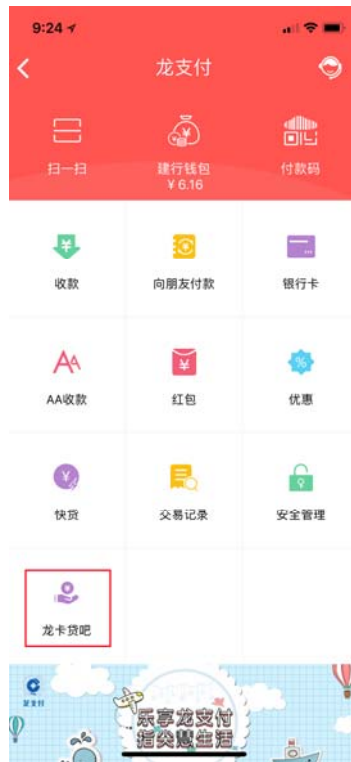 9:24
龙支付
扫一扫
建行钱包
付款码
¥ 6.16
收款
向朋友付款
银行卡
AA收款
红包
优惠
快贷
交易记录
安全管理
龙卡贷吧
龙支付
乐享龙支付
指尖慧生活